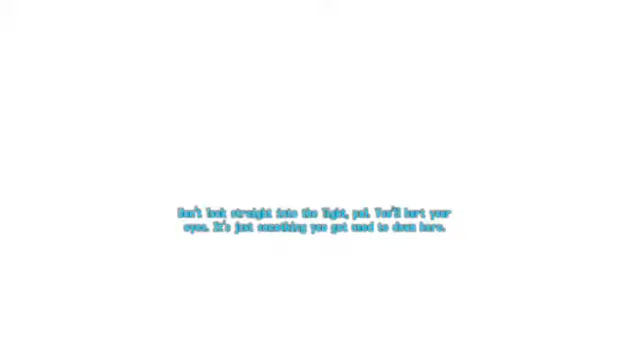 Don't look straight into the light, pal. You'll hurt your
eyes. It's just something you get used to down here.